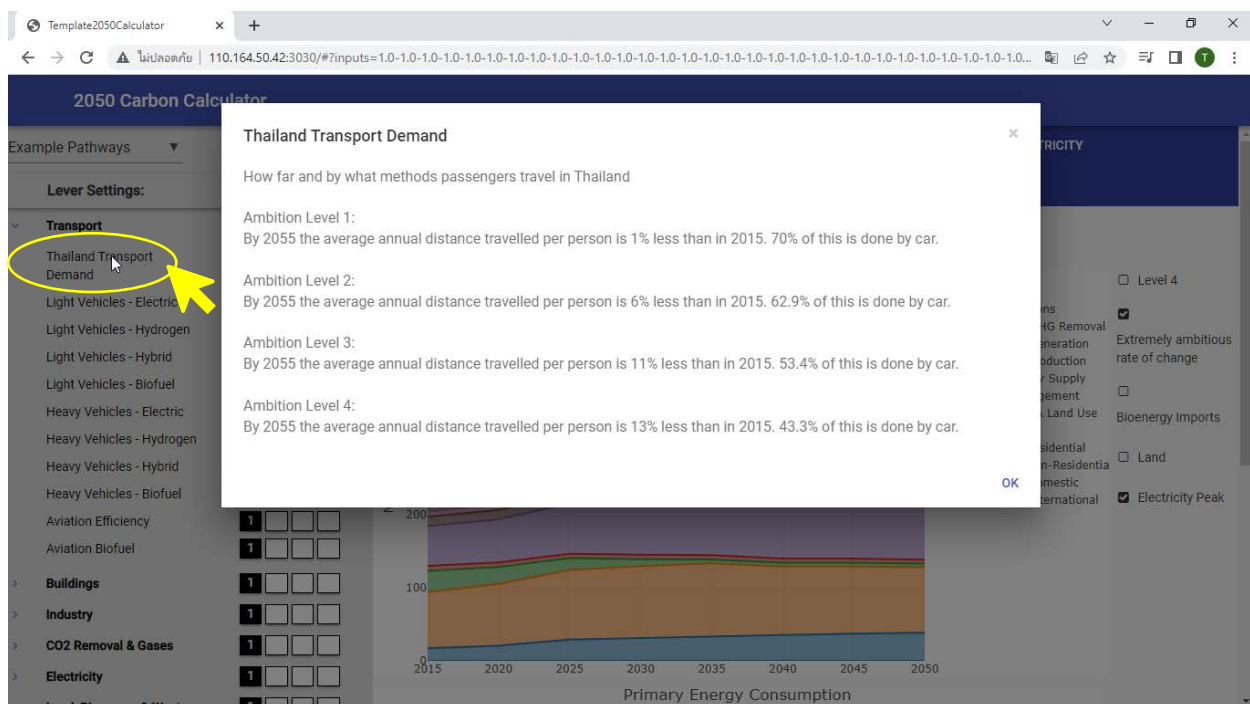 Template2050Calculator
ไม่ปลอดภัย | 110.164.50.42:3030/#?inputs=1.0-1.0-1.0-1.0-1.0-1.0-1.0-1.0-1.0-1.0-1.0-1.0-1.0-1.0-1.0-1.0-1.0-1.0-1.0-1.0-1.0-1.0-1.0-1.0-1.0-1.0-1.0-1.0-1.0-1.0...
T
2050 Carbon Calculator
Example Pathways
Lever Settings:
Transport
Thailand Transport
Demand
Light Vehicles - Electric
Light Vehicles - Hydrogen
Light Vehicles - Hybrid
Light Vehicles - Biofuel
Heavy Vehicles - Electric
Heavy Vehicles - Hydrogen
Heavy Vehicles - Hybrid
Heavy Vehicles - Biofuel
Aviation Efficiency 1
Aviation Biofuel 1
Buildings 1
Industry 1
CO2 Removal & Gases 1
Electricity 1
Thailand Transport Demand
How far and by what methods passengers travel in Thailand
Ambition Level 1:
By 2055 the average annual distance travelled per person is 1% less than in 2015. 70% of this is done by car.
Ambition Level 2:
By 2055 the average annual distance travelled per person is 6% less than in 2015. 62.9% of this is done by car.
Ambition Level 3:
By 2055 the average annual distance travelled per person is 11% less than in 2015. 53.4% of this is done by car.
Ambition Level 4:
By 2055 the average annual distance travelled per person is 13% less than in 2015. 43.3% of this is done by car.
OK
Removal
Supply
Land Use
Level 4
Extremely ambitious
rate of change
Bioenergy Imports
Land
Electricity Peak
200
100
0
2015 2020 2025 2030 2035 2040 2045 2050
Primary Energy Consumption